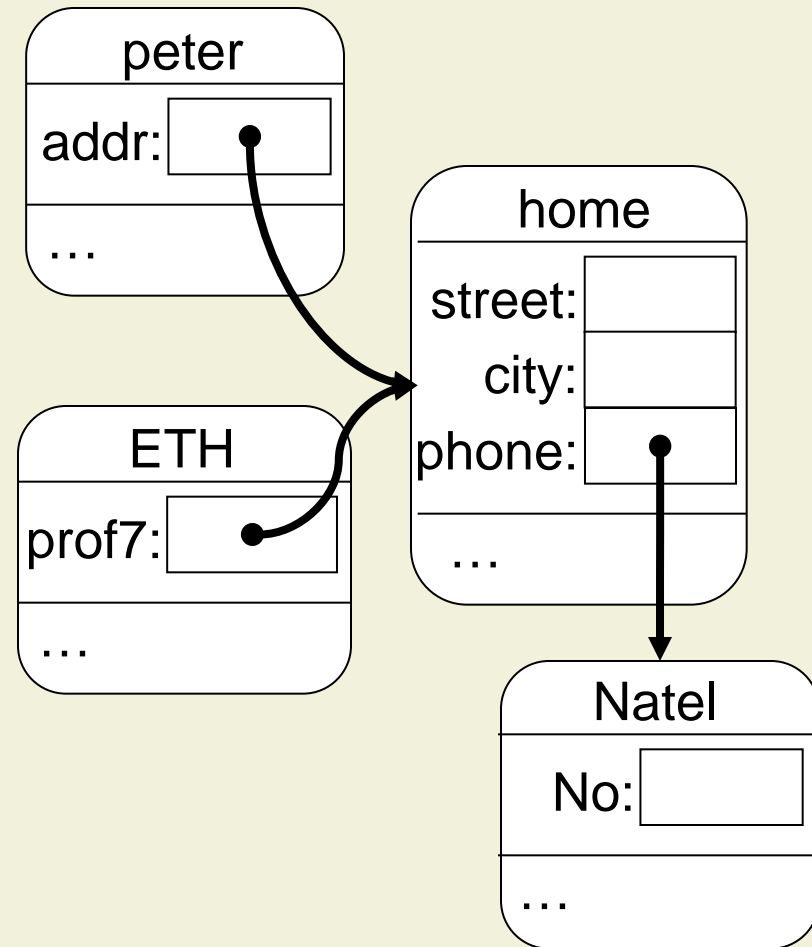 peter
addr:
…
home
street:
city:
phone:
…
ETH
prof7:
…
Natel
No:
…